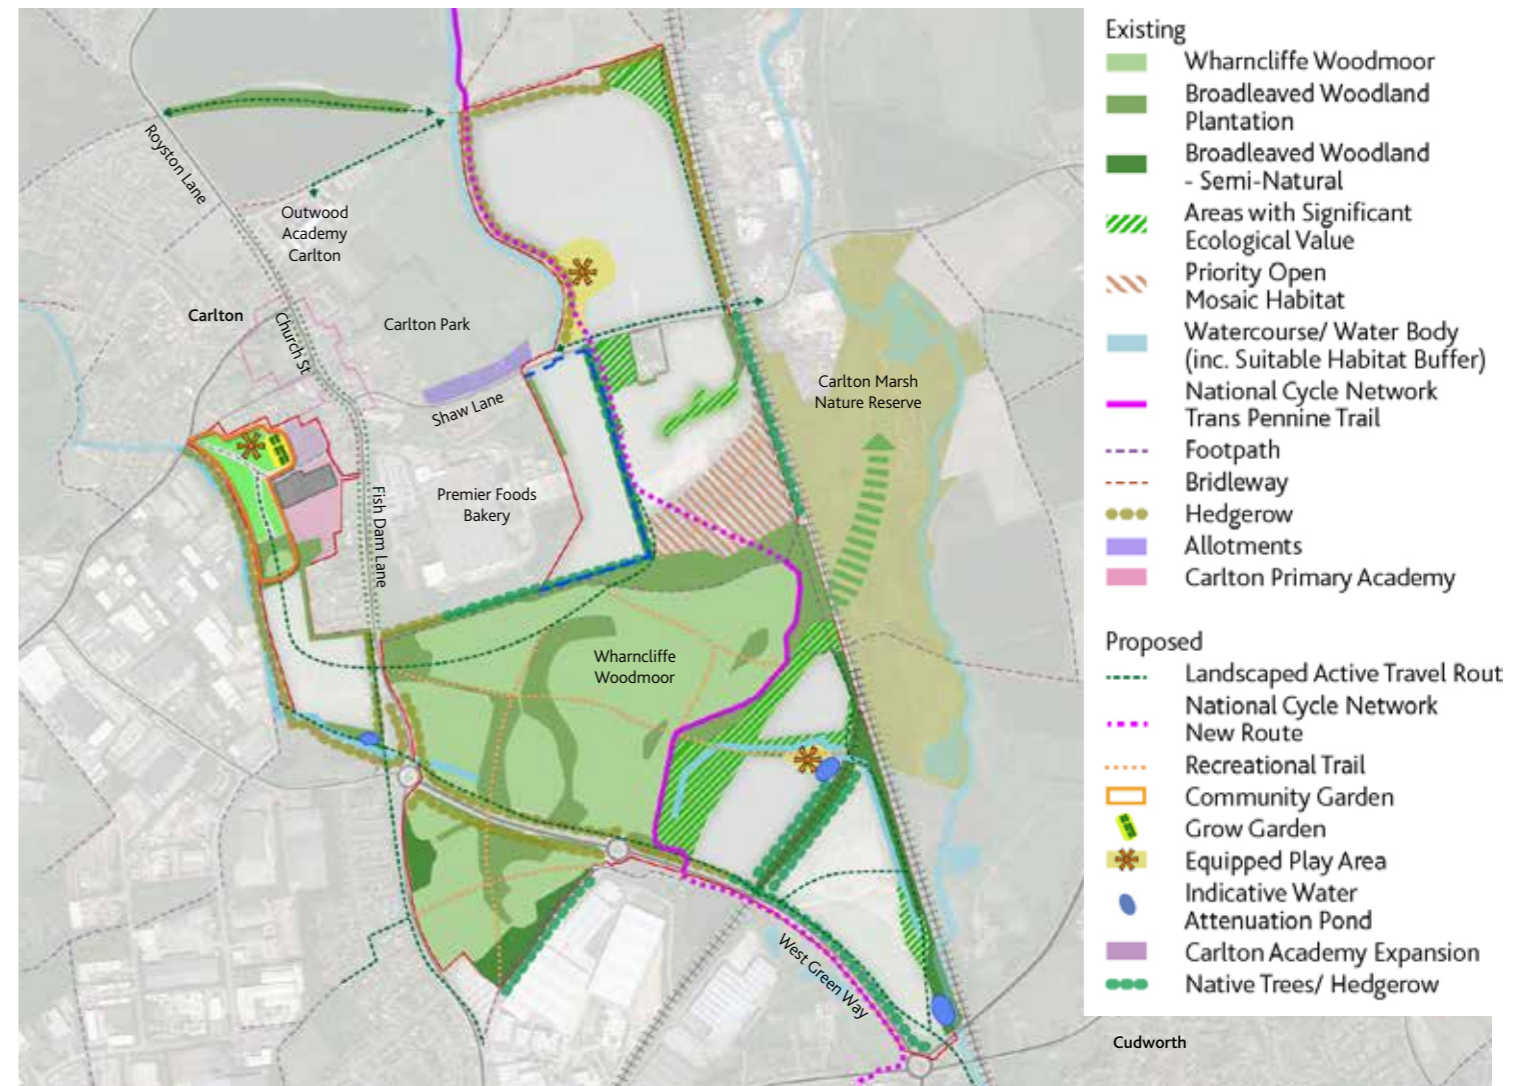 Royston Lane
Outwood
Academy
Carlton
Carlton
Church St
Carlton Park
Shaw Lane
Carlton Marsh
Nature Reserve
Premier Foods
Bakery
Fish Dam Lane
Wharncliffe
Woodmoor
West Green Way
Cudworth
Existing
Wharncliffe Woodmoor
Broadleaved Woodland
Plantation
Broadleaved Woodland
- Semi-Natural
Areas with Significant
Ecological Value
Priority Open
Mosaic Habitat
Watercourse/ Water Body
(inc. Suitable Habitat Buffer)
National Cycle Network
Trans Pennine Trail
Footpath
Bridleway
Hedgerow
Allotments
Carlton Primary Academy
Proposed
Landscaped Active Travel Rout
National Cycle Network
New Route
Recreational Trail
Community Garden
Grow Garden
Equipped Play Area
Indicative Water
Attenuation Pond
Carlton Academy Expansion
Native Trees/ Hedgerow